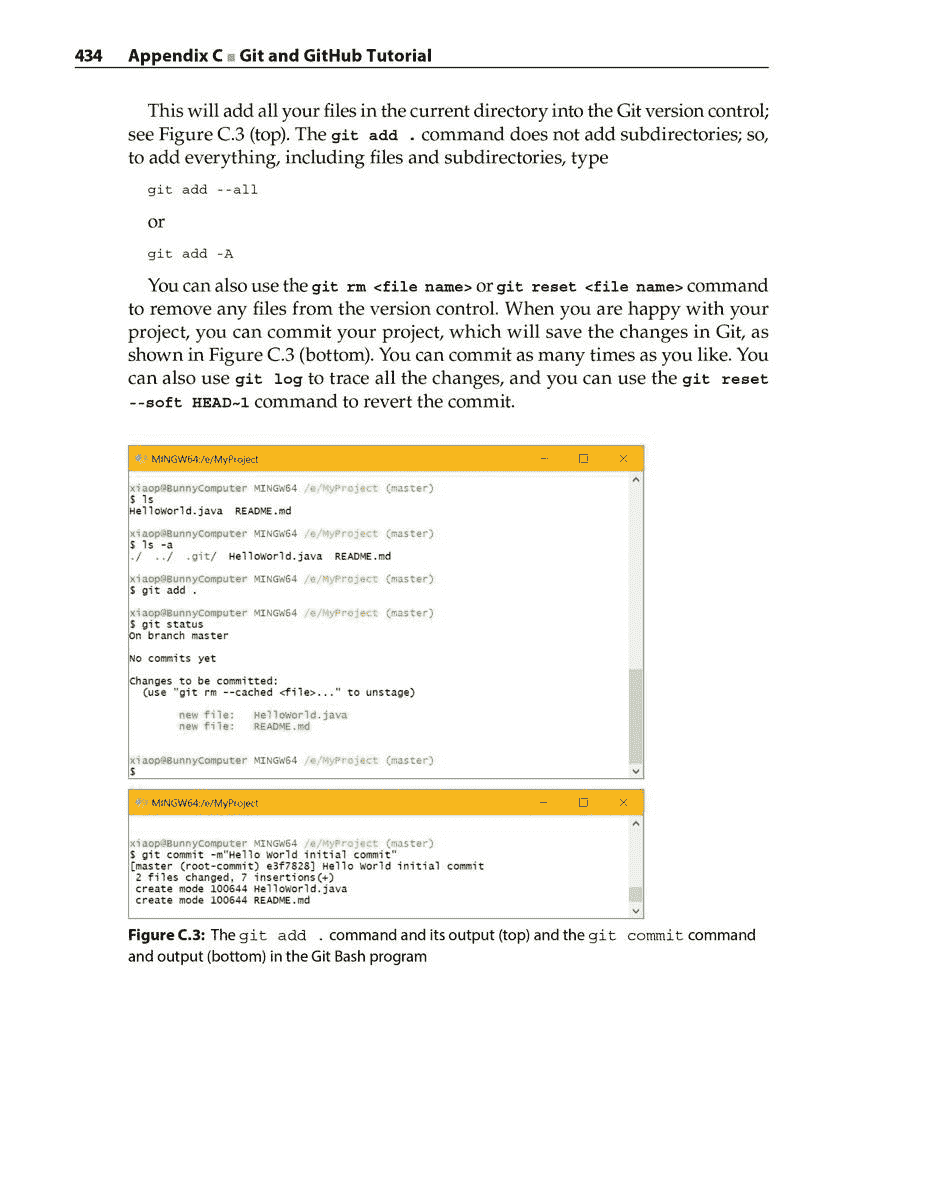 434 Appendix C ■ Git and GitHub Tutorial
This will add all your files in the current directory into the Git version control;
see Figure C.3 (top). The git add . command does not add subdirectories; so,
to add everything, including files and subdirectories, type
git add --all
or
git add -A
You can also use the git rm <file name> or git reset <file name> command
to remove any files from the version control. When you are happy with your
project, you can commit your project, which will save the changes in Git, as
shown in Figure C.3 (bottom). You can commit as many times as you like. You
can also use git log to trace all the changes, and you can use the git reset
--soft HEAD~1 command to revert the commit.
MINGW64:/e/MyProject
xiaop@BunnyComputer MINGW64 /e/MyProject (master)
$ ls
HelloWorld.java README.md
xiaop@BunnyComputer MINGW64 /e/MyProject (master)
$ ls -a
./ ../ .git/ HelloWorld.java README.md
xiaop@BunnyComputer MINGW64 /e/MyProject (master)
$ git add .
xiaop@BunnyComputer MINGW64 /e/MyProject (master)
$ git status
On branch master
No commits yet
Changes to be committed:
(use "git rm --cached <file>..." to unstage)
new file: HelloWorld.java
new file: README.md
xiaop@BunnyComputer MINGW64 /e/MyProject (master)
$
MINGW64:/e/MyProject
xiaop@BunnyComputer MINGW64 /e/MyProject (master)
$ git commit -m"Hello World initial commit"
[master (root-commit) e3f7828] Hello World initial commit
2 files changed, 7 insertions(+)
create mode 100644 HelloWorld.java
create mode 100644 README.md
Figure C.3: The git add . command and its output (top) and the git commit command
and output (bottom) in the Git Bash program